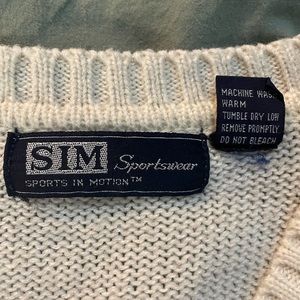 SIM Sportswear
SPORTS IN MOTION™
MACHINE WASH
WARM
TUMBLE DRY LOW
REMOVE PROMPTLY
DO NOT BLEACH